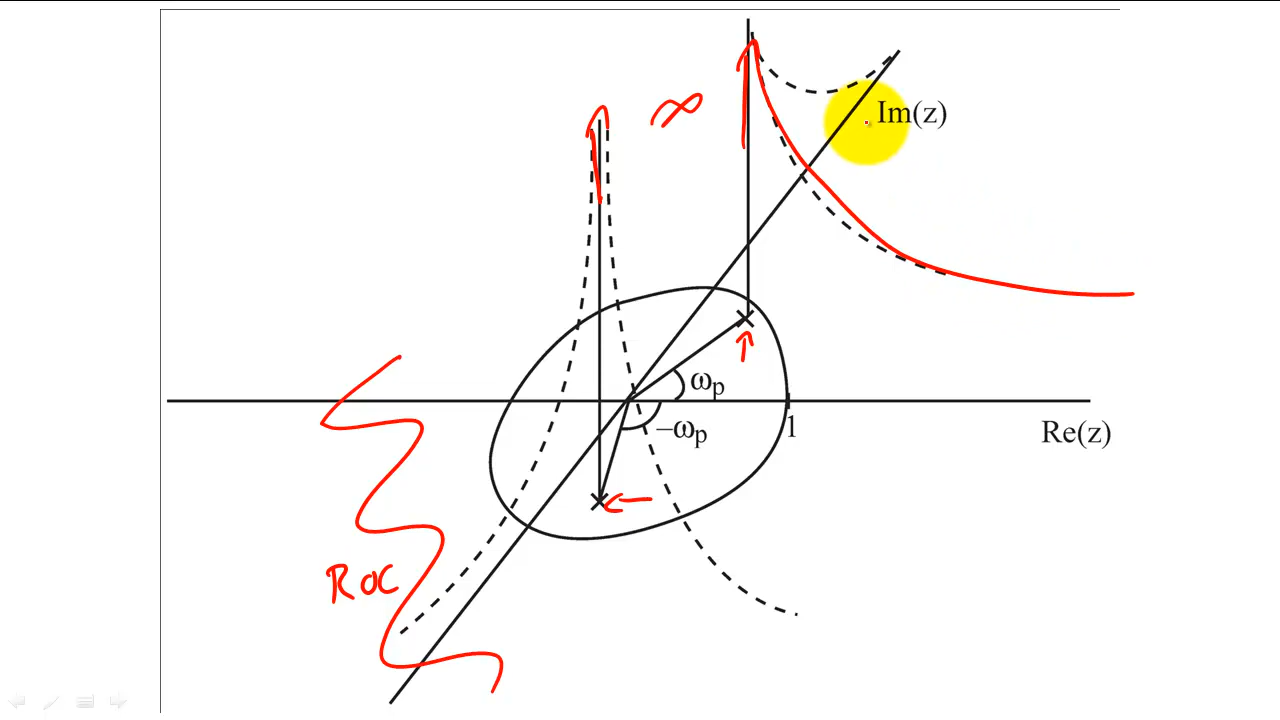 ∞
Im(z)
ωp
−ωp
1
Re(z)
ROC